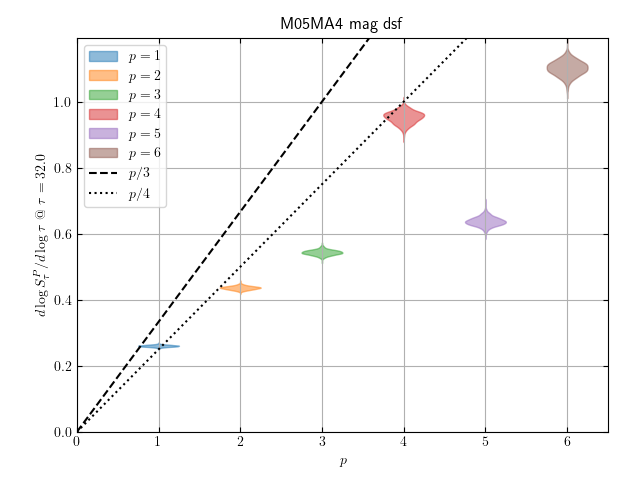 M05MA4 mag dsf
p = 1
p = 2
p = 3
p = 4
p = 5
p = 6
p/3
p/4
d log S_τ^P / d log τ @ τ = 32.0
1.0
0.8
0.6
0.4
0.2
0.0
0 1 2 3 4 5 6
p